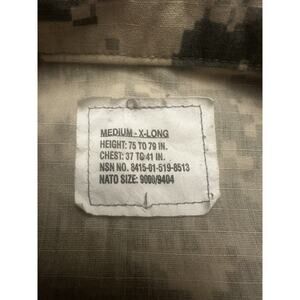 MEDIUM - X-LONG
HEIGHT: 75 TO 79 IN.
CHEST: 37 TO 41 IN.
NSN NO. 8415-01-519-8513
NATO SIZE: 9000/9404